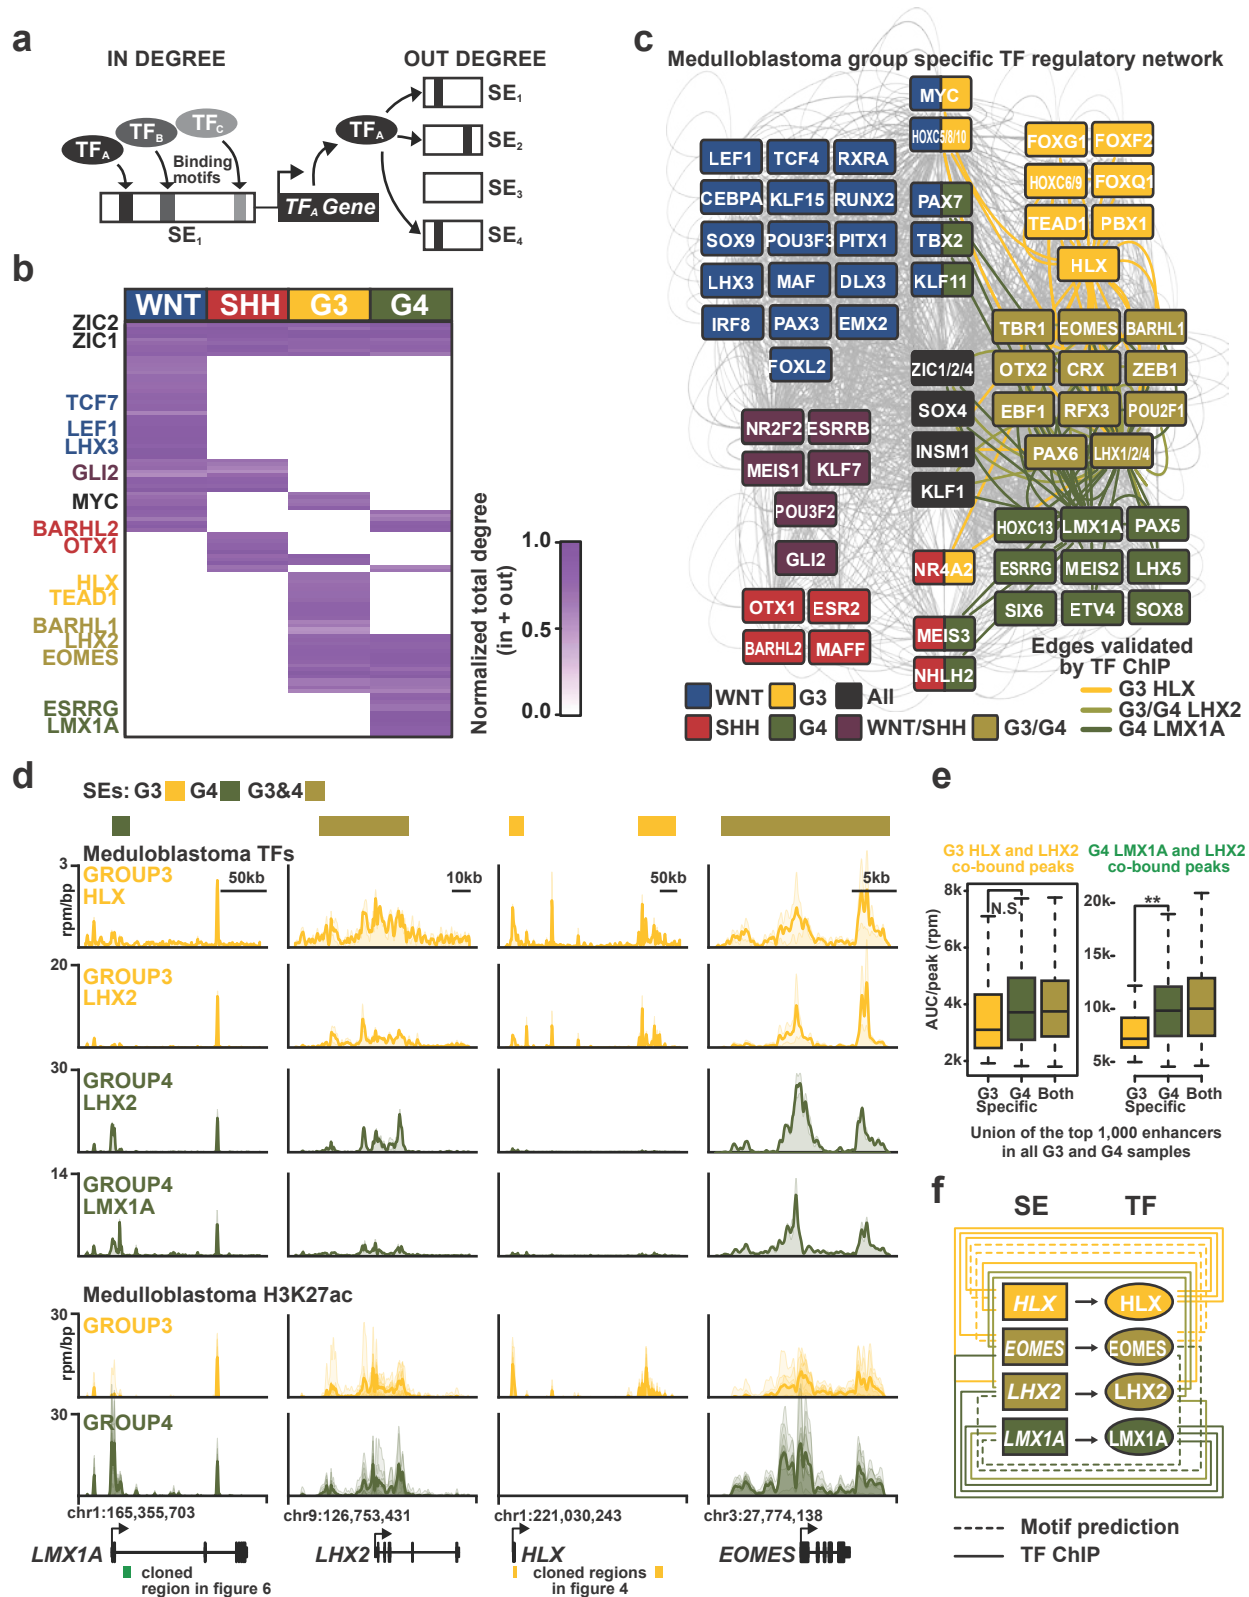 a
IN DEGREE
OUT DEGREE
TFA
TFB
TFC
Binding
motifs
SE1
TFA Gene
TFA
SE1
SE2
SE3
SE4
b
WNT SHH G3 G4
ZIC2
ZIC1
TCF7
LEF1
LHX3
GLI2
MYC
BARHL2
OTX1
HLX
TEAD1
BARHL1
LHX2
EOMES
ESRRG
LMX1A
Normalized total degree
(in + out)
1.0
0.5
0.0
c
Medulloblastoma group specific TF regulatory network
MYC
HOXC5/8/10
LEF1 TCF4 RXRA
CEBPA KLF15 RUNX2
SOX9 POU3F3 PITX1
LHX3 MAF DLX3
IRF8 PAX3 EMX2
FOXL2
PAX7
TBX2
KLF11
FOXG1 FOXF2
HOXC6/9 FOXQ1
TEAD1 PBX1
HLX
TBR1 EOMES BARHL1
OTX2 CRX ZEB1
EBF1 RFX3 POU2F1
PAX6 LHX1/2/4
ZIC1/2/4
SOX4
INSM1
KLF1
NR2F2 ESRRB
MEIS1 KLF7
POU3F2
GLI2
OTX1 ESR2
BARHL2 MAFF
NR4A2
MEIS3
NHLH2
HOXC13 LMX1A PAX5
ESRRG MEIS2 LHX5
SIX6 ETV4 SOX8
WNT G3 All
SHH G4 WNT/SHH G3/G4
Edges validated
by TF ChIP
G3 HLX
G3/G4 LHX2
G4 LMX1A
d
SEs: G3 G4 G3&4
Meduloblastoma TFs
3
rpm/bp
GROUP3
HLX
50kb
10kb
50kb
5kb
20
GROUP3
LHX2
30
GROUP4
LHX2
14
GROUP4
LMX1A
Medulloblastoma H3K27ac
30
rpm/bp
GROUP3
30
GROUP4
chr1:165,355,703
chr9:126,753,431
chr1:221,030,243
chr3:27,774,138
LMX1A
LHX2
HLX
EOMES
cloned
region in figure 6
cloned regions
in figure 4
e
G3 HLX and LHX2
co-bound peaks
G4 LMX1A and LHX2
co-bound peaks
AUC/peak (rpm)
8k-
6k-
4k-
2k-
N.S.
20k-
15k-
10k-
5k-
**
G3 G4 Both
Specific
G3 G4 Both
Specific
Union of the top 1,000 enhancers
in all G3 and G4 samples
f
SE TF
HLX HLX
EOMES EOMES
LHX2 LHX2
LMX1A LMX1A
Motif prediction
TF ChIP